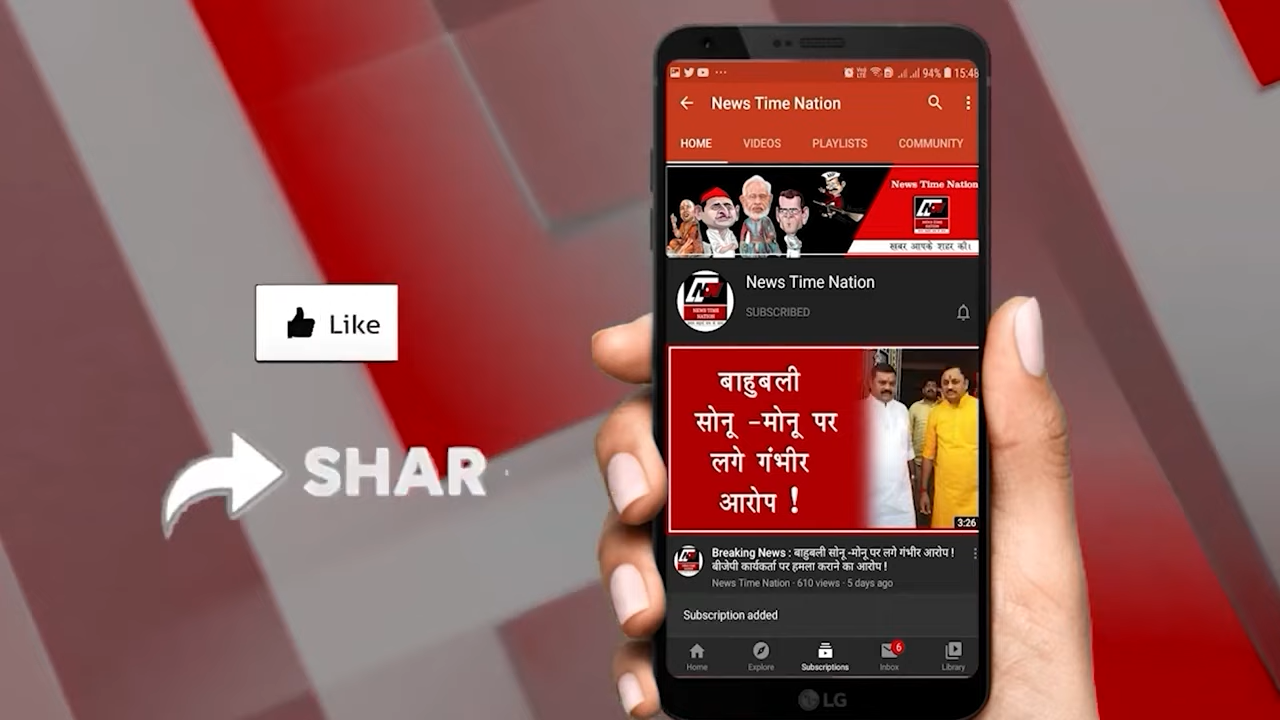 94% 15:48
News Time Nation
HOME VIDEOS PLAYLISTS COMMUNITY
News Time Nation
खबर आपके शहर की।
News Time Nation
SUBSCRIBED
बाहुबली
सोनू -मोनू पर
लगे गंभीर
आरोप !
3:26
Breaking News : बाहुबली सोनू -मोनू पर लगे गंभीर आरोप !
बीजेपी कार्यकर्ता पर हमला कराने का आरोप !
News Time Nation · 610 views · 5 days ago
Subscription added
Home Explore Subscriptions Inbox 6 Library
LG
Like
SHAR